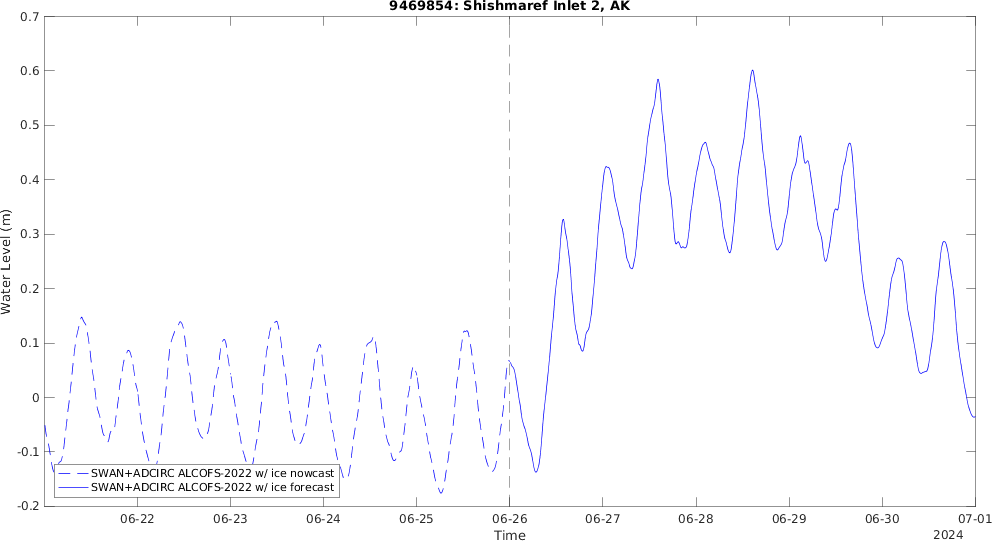 9469854: Shishmaref Inlet 2, AK
0.7
0.6
0.5
0.4
0.3
0.2
0.1
0
-0.1
-0.2
Water Level (m)
SWAN+ADCIRC ALCOFS-2022 w/ ice nowcast
SWAN+ADCIRC ALCOFS-2022 w/ ice forecast
06-22 06-23 06-24 06-25 06-26 06-27 06-28 06-29 06-30 07-01
Time
2024